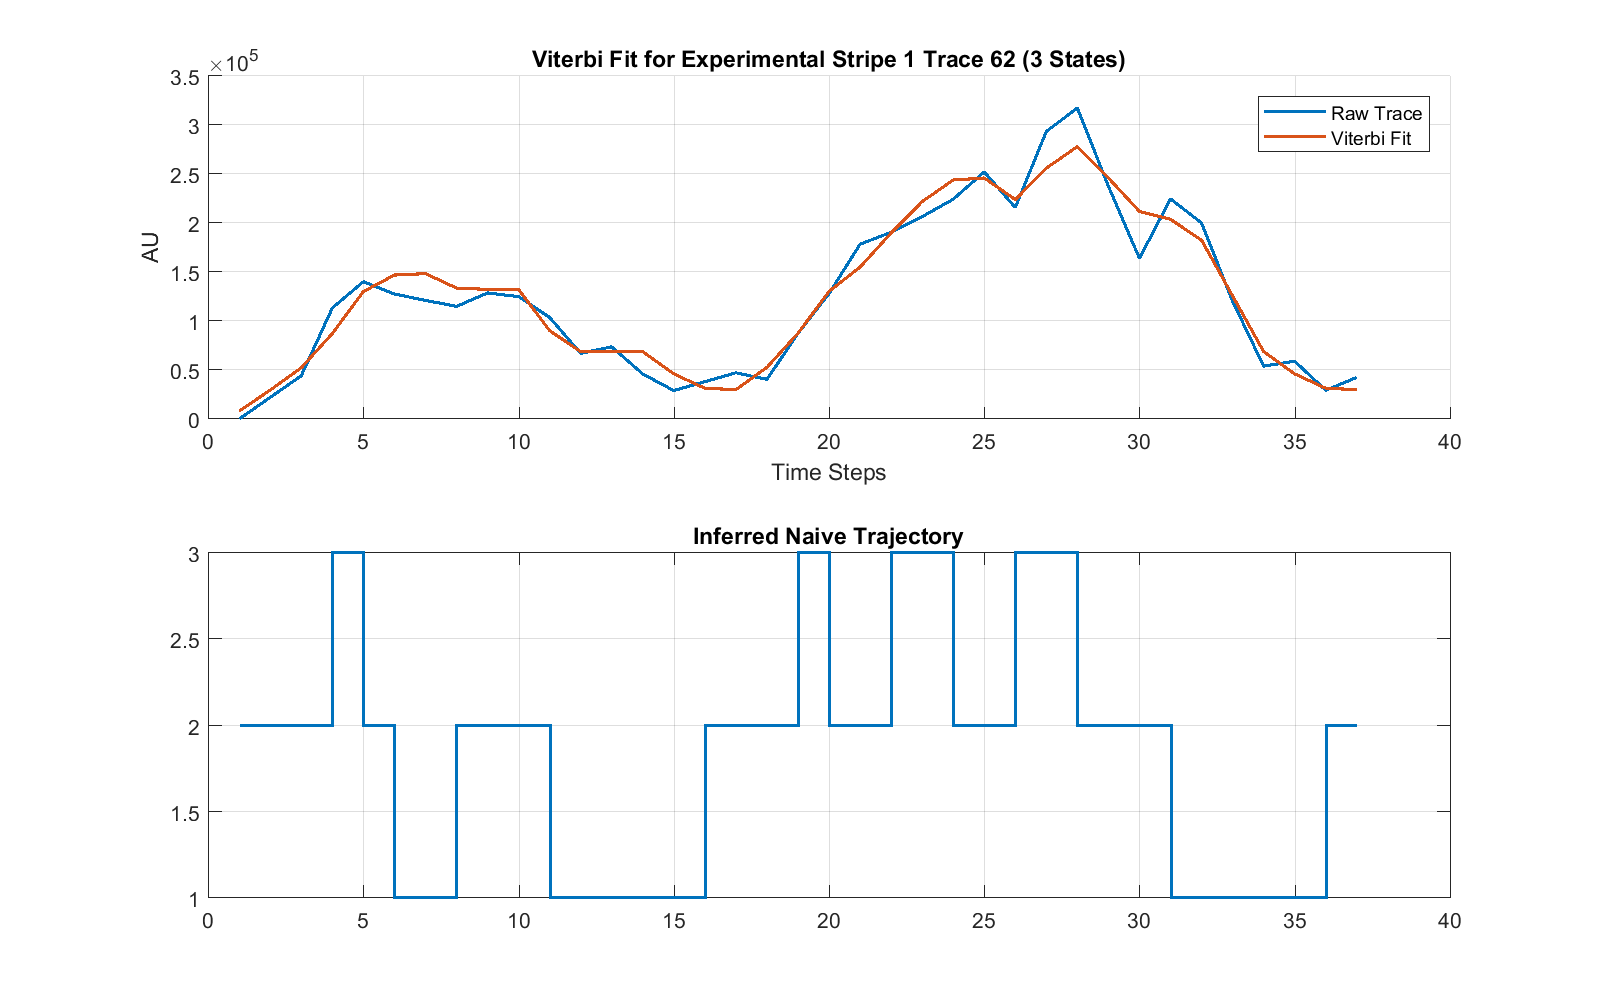 Viterbi Fit for Experimental Stripe 1 Trace 62 (3 States)
×10^5
3.5
3
2.5
2
1.5
1
0.5
0
AU
Raw Trace
Viterbi Fit
0 5 10 15 20 25 30 35 40
Time Steps
Inferred Naive Trajectory
3
2.5
2
1.5
1
0 5 10 15 20 25 30 35 40